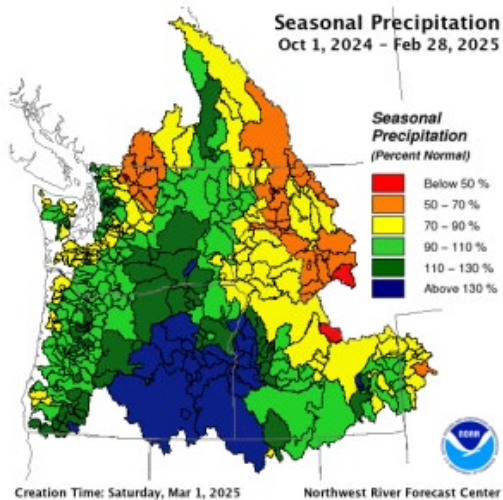 Seasonal Precipitation
Oct 1, 2024 – Feb 28, 2025
Seasonal
Precipitation
(Percent Normal)
Below 50 %
50 – 70 %
70 – 90 %
90 – 110 %
110 – 130 %
Above 130 %
NOAA
Creation Time: Saturday, Mar 1, 2025
Northwest River Forecast Center